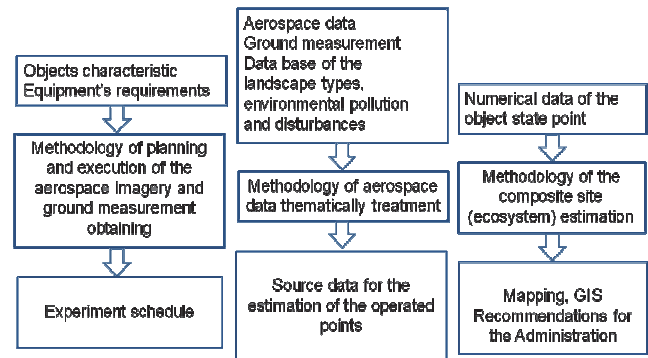 Objects characteristic
Equipment's requirements
Methodology of planning
and execution of the
aerospace imagery and
ground measurement
obtaining
Experiment schedule
Aerospace data
Ground measurement
Data base of the
landscape types,
environmental pollution
and disturbances
Methodology of aerospace
data thematically treatment
Source data for the
estimation of the operated
points
Numerical data of the
object state point
Methodology of the
composite site
(ecosystem) estimation
Mapping, GIS
Recommendations for
the Administration